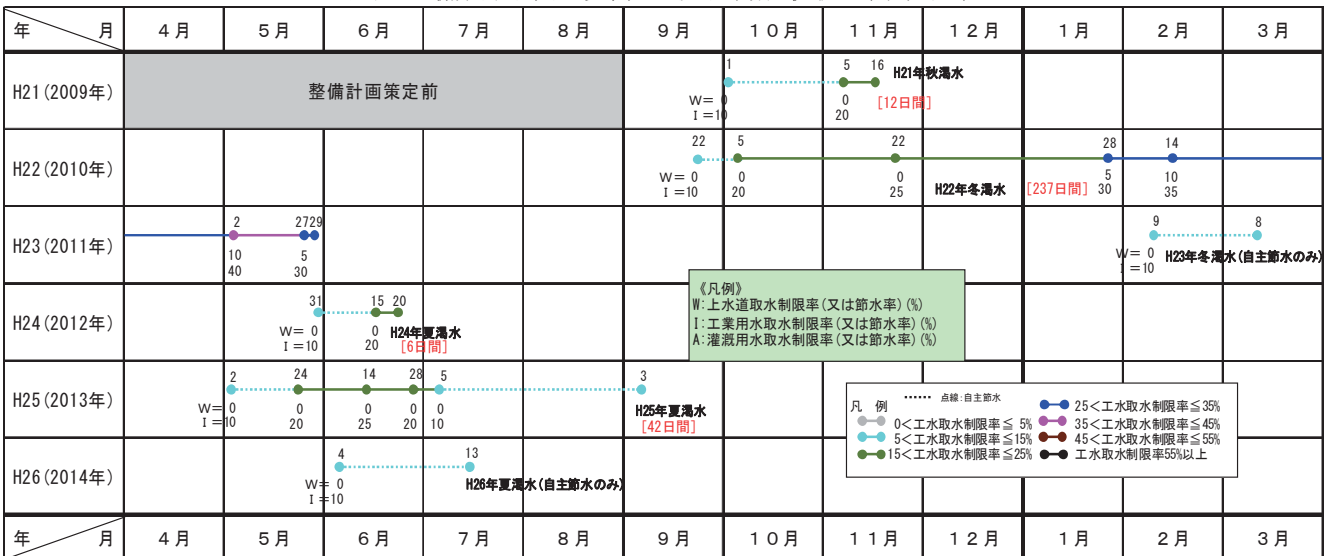 年 月 4月 5月 6月 7月 8月 9月 10月 11月 12月 1月 2月 3月
H21(2009年) 整備計画策定前
1 5 16 H21年秋渇水
W= 0 0 [12日間]
I=10 20
H22(2010年)
22 5 22 28 14
W= 0 0 0 5 10
I=10 20 25 30 35
H22年冬渇水 [237日間]
H23(2011年)
2 2729 9 8
10 5 W= 0 H23年冬渇水(自主節水のみ)
40 30 I=10
H24(2012年)
31 15 20
W= 0 0 H24年夏渇水
I=10 20 [6日間]
《凡例》
W:上水道取水制限率(又は節水率)(%)
I:工業用水取水制限率(又は節水率)(%)
A:灌漑用水取水制限率(又は節水率)(%)
H25(2013年)
2 24 14 28 5 3
W= 0 0 0 0 0 H25年夏渇水
I=10 20 25 20 10 [42日間]
凡 例 点線:自主節水
0<工水取水制限率≦ 5%
5<工水取水制限率≦15%
15<工水取水制限率≦25%
25<工水取水制限率≦35%
35<工水取水制限率≦45%
45<工水取水制限率≦55%
工水取水制限率55%以上
H26(2014年)
4 13
W= 0 H26年夏渇水(自主節水のみ)
I=10
年 月 4月 5月 6月 7月 8月 9月 10月 11月 12月 1月 2月 3月